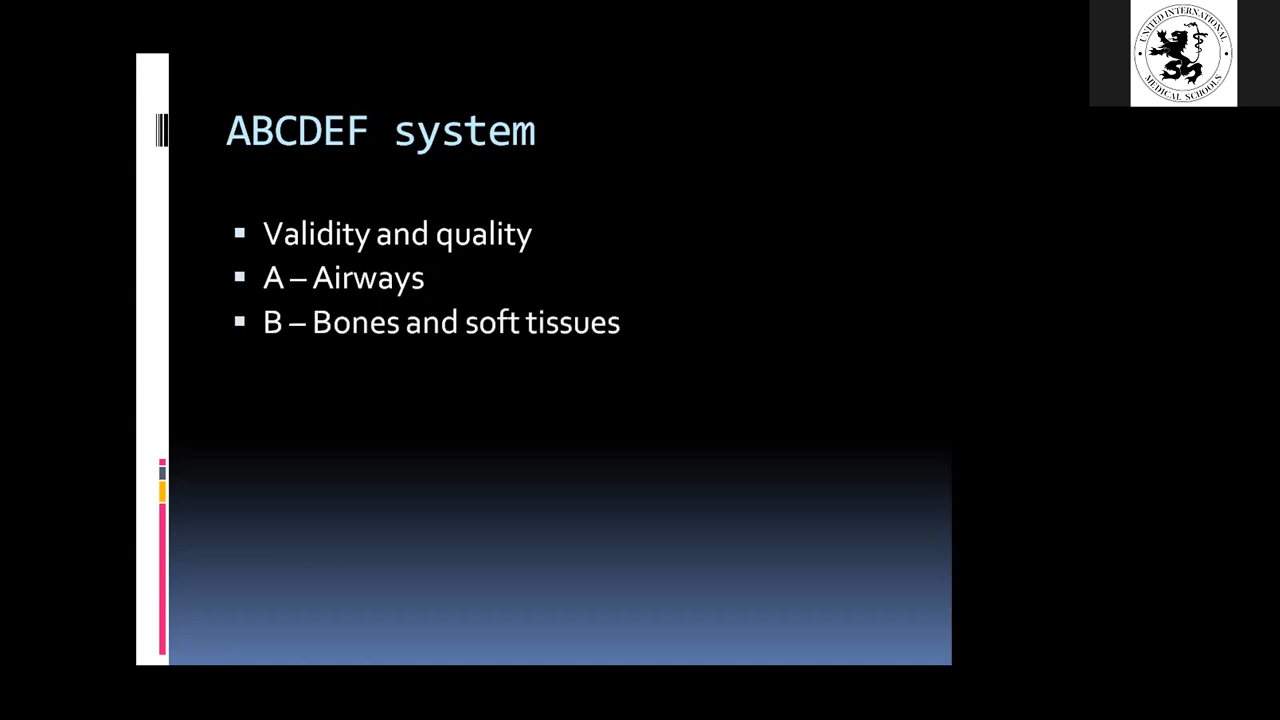 UNITED INTERNATIONAL
MEDICAL SCHOOLS
ABCDEF system
Validity and quality
A – Airways
B – Bones and soft tissues